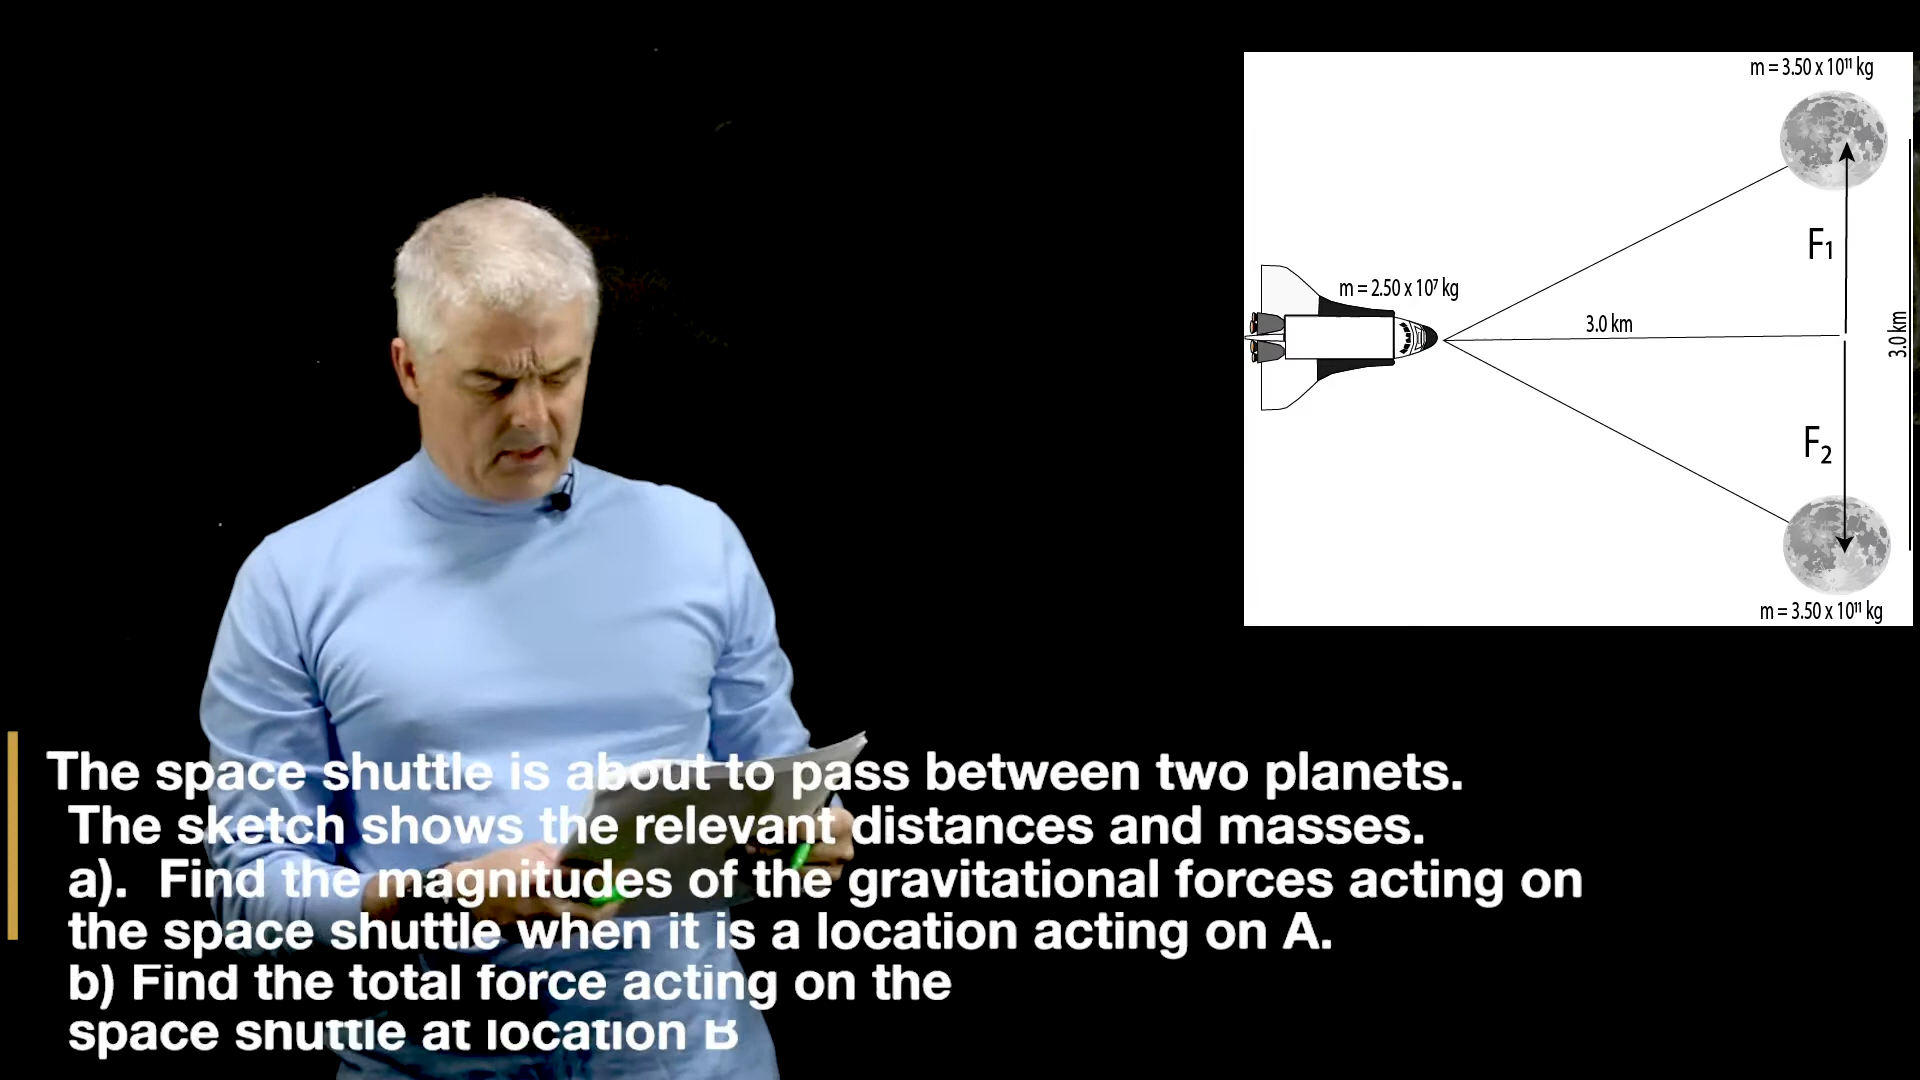 m = 3.50 x 10¹¹ kg
F₁
m = 2.50 x 10⁷ kg
3.0 km
3.0 km
F₂
m = 3.50 x 10¹¹ kg
The space shuttle is about to pass between two planets.
The sketch shows the relevant distances and masses.
a). Find the magnitudes of the gravitational forces acting on
the space shuttle when it is a location acting on A.
b) Find the total force acting on the
space shuttle at location B